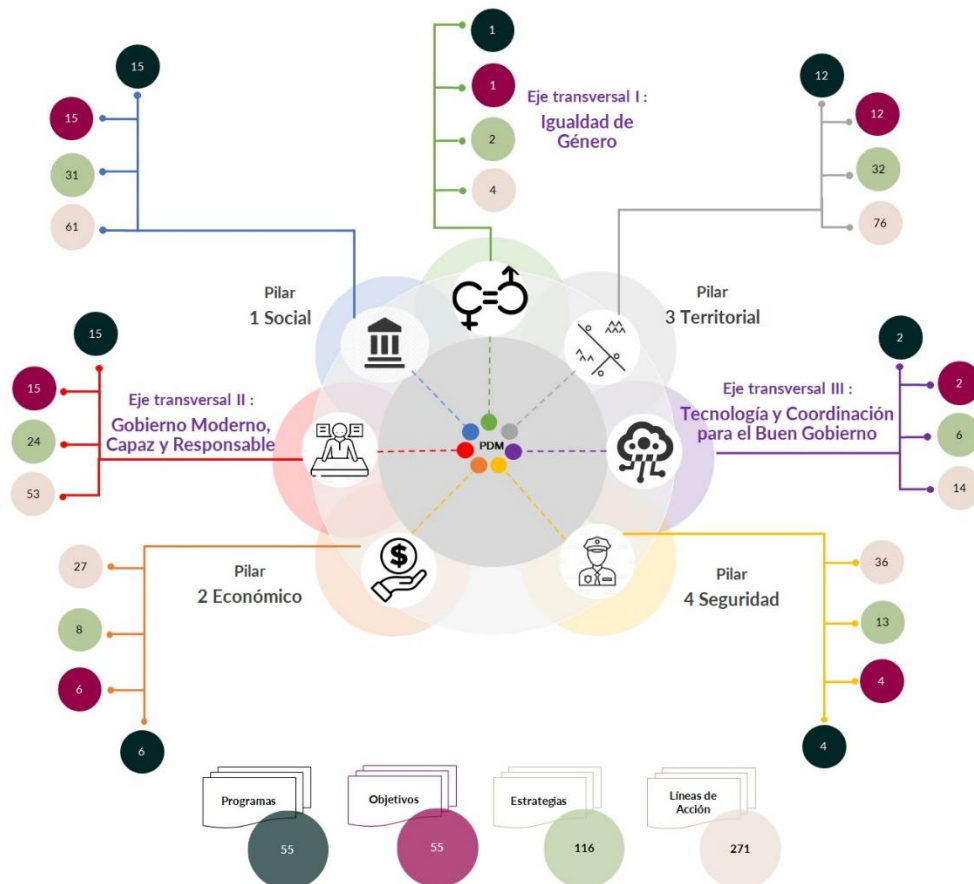 1
1
2
4
Eje transversal I :
Igualdad de
Género
15
15
31
61
12
12
32
76
Pilar
1 Social
Pilar
3 Territorial
15
15
24
53
Eje transversal II :
Gobierno Moderno,
Capaz y Responsable
2
2
6
14
Eje transversal III :
Tecnología y Coordinación
para el Buen Gobierno
PDM
$
27
8
6
6
Pilar
2 Económico
36
13
4
4
Pilar
4 Seguridad
Programas
55
Objetivos
55
Estrategias
116
Líneas de
Acción
271